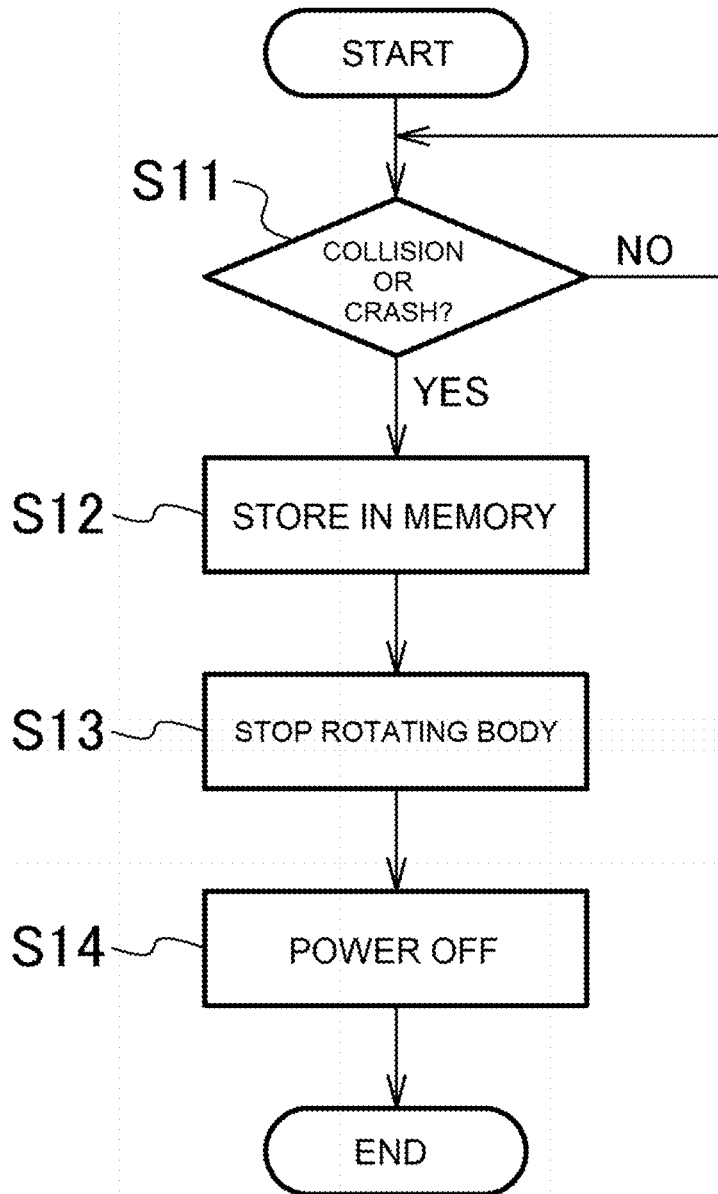 START
S11
COLLISION
OR
CRASH?
NO
YES
S12
STORE IN MEMORY
S13
STOP ROTATING BODY
S14
POWER OFF
END